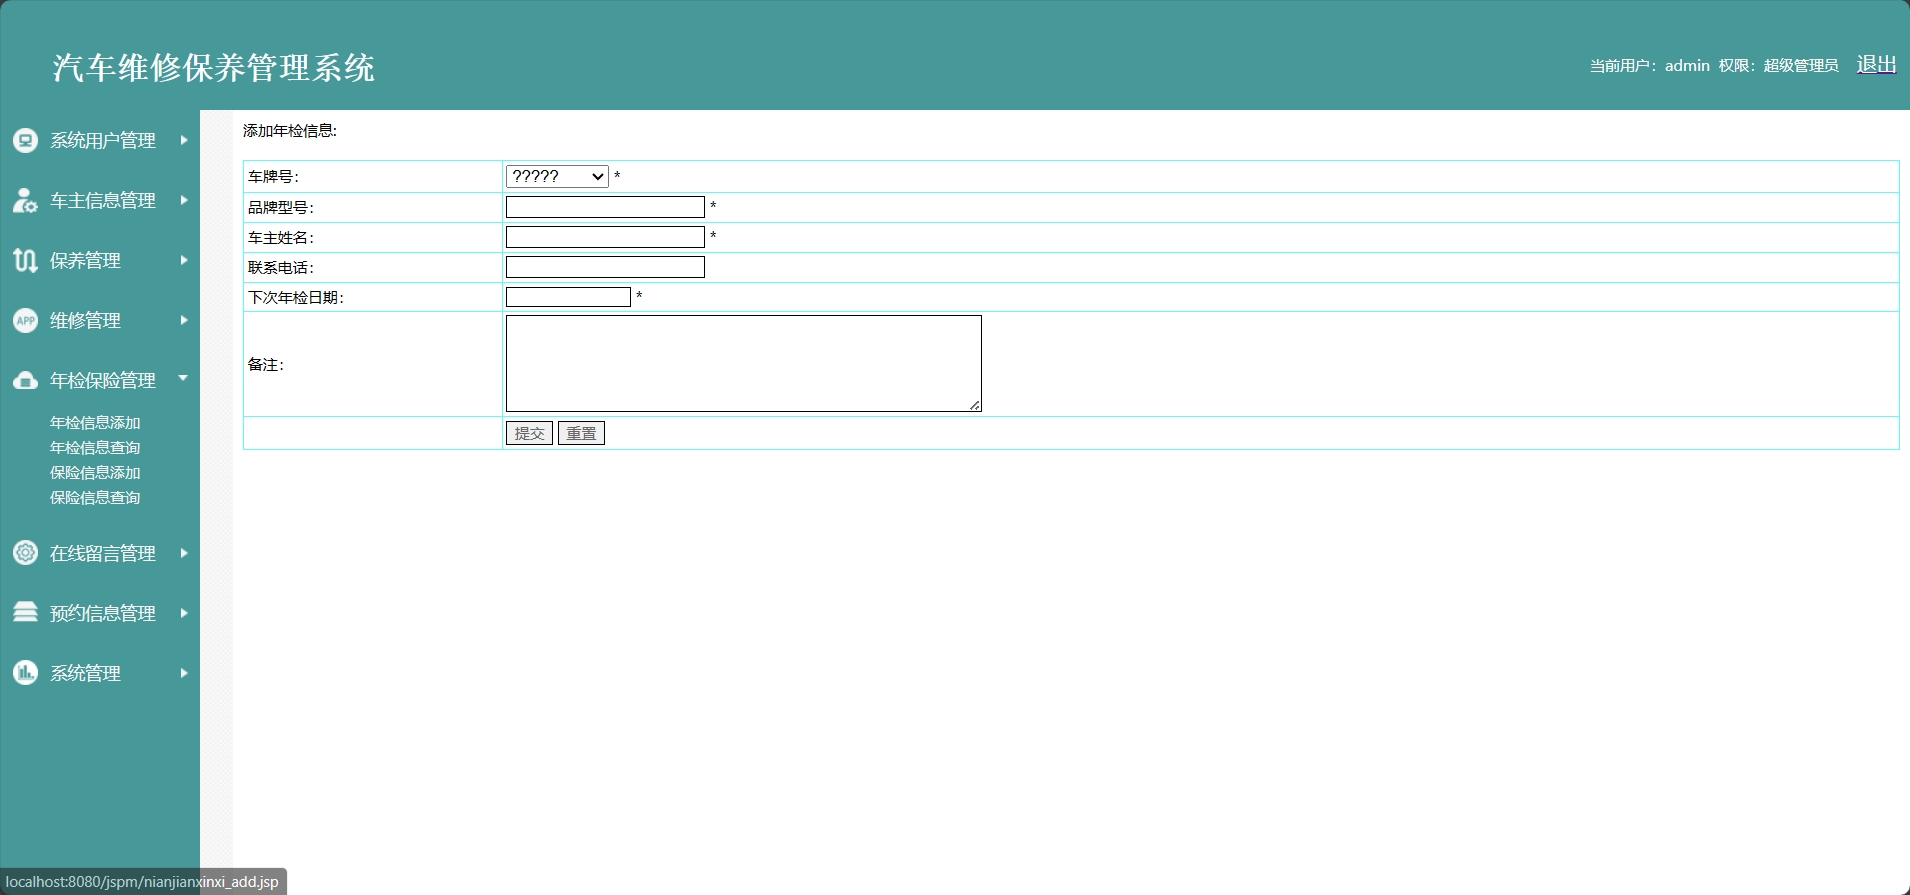 汽车维修保养管理系统
当前用户：admin 权限：超级管理员 退出
系统用户管理
车主信息管理
保养管理
APP
维修管理
年检保险管理
年检信息添加
年检信息查询
保险信息添加
保险信息查询
在线留言管理
预约信息管理
系统管理
添加年检信息:
车牌号： ????? *
品牌型号： *
车主姓名： *
联系电话：
下次年检日期： *
备注：
提交 重置
localhost:8080/jspm/nianjianxinxi_add.jsp